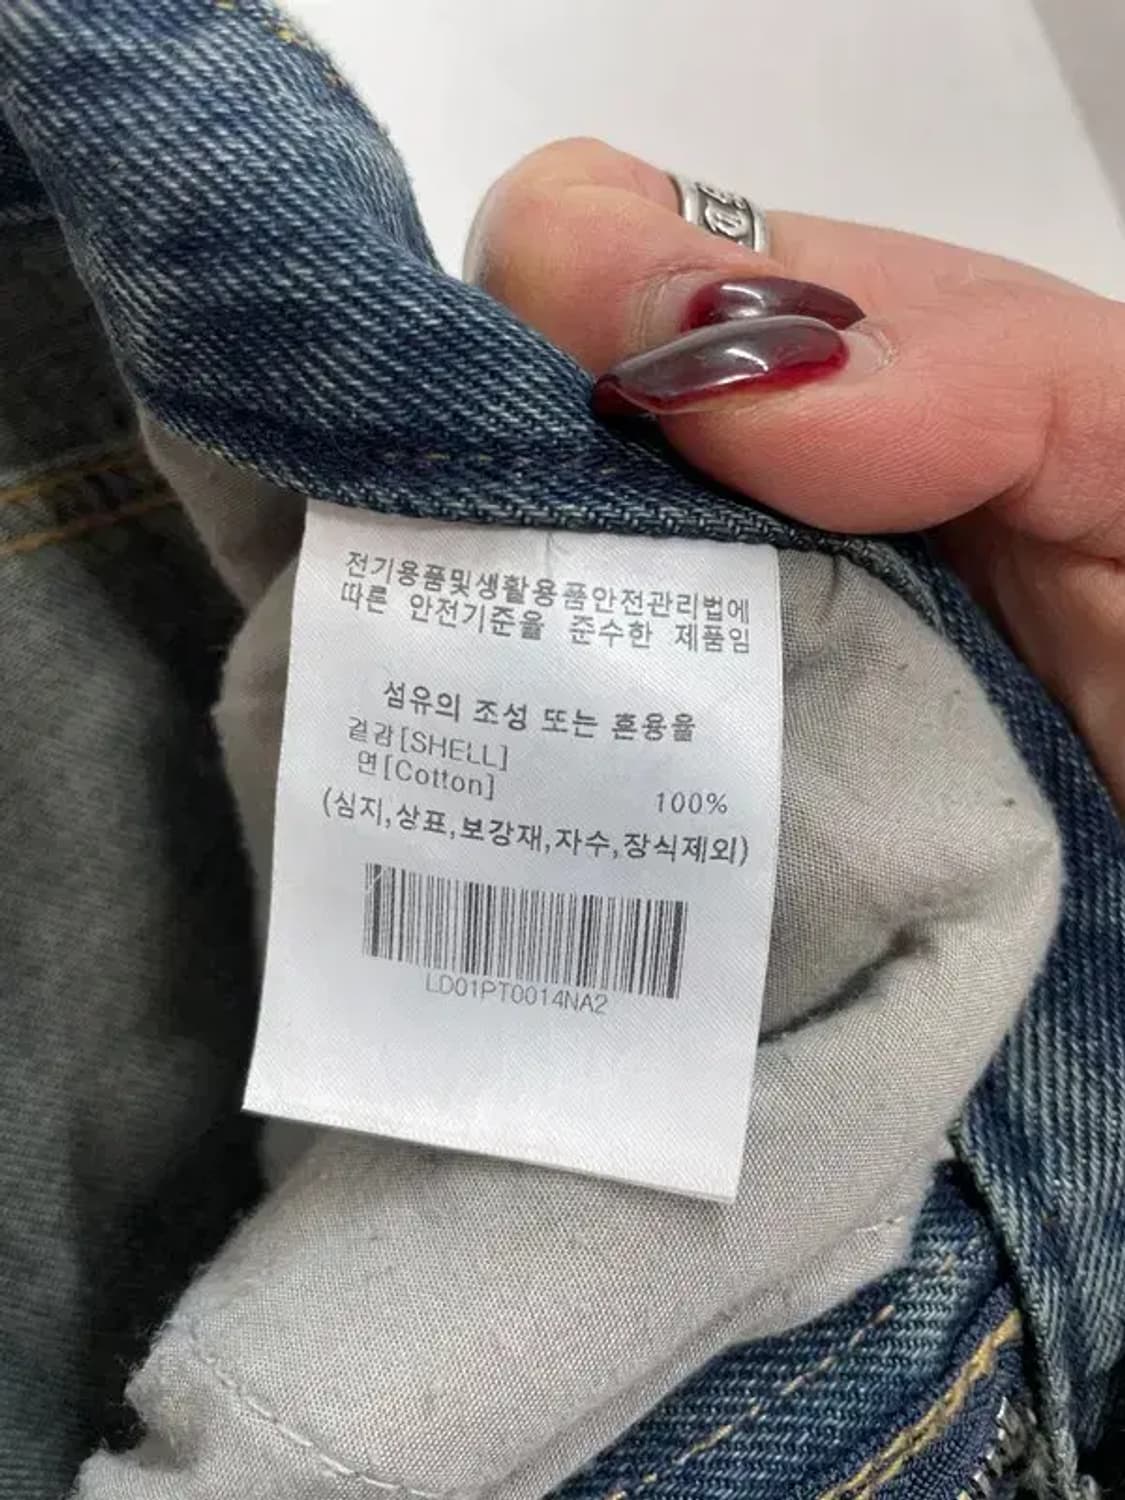 전기용품및생활용품안전관리법에
따른 안전기준을 준수한 제품임
섬유의 조성 또는 혼용율
겉감[SHELL]
면[Cotton]
100%
(심지,상표,보강재,자수,장식제외)
LD01PT0014NA2